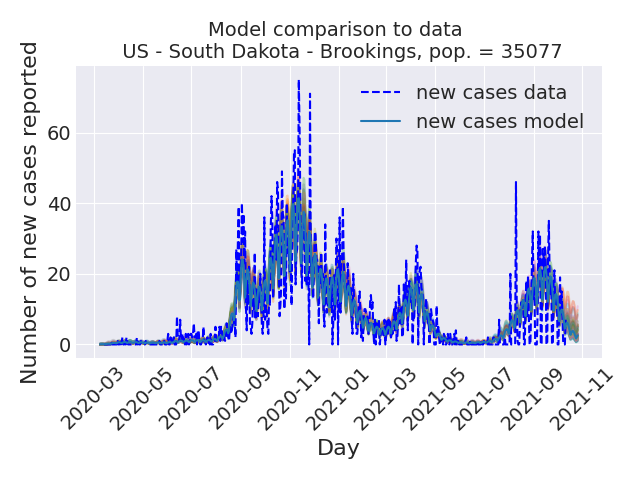 Model comparison to data
US - South Dakota - Brookings, pop. = 35077
new cases data
new cases model
Number of new cases reported
60
40
20
0
2020-03
2020-05
2020-07
2020-09
2020-11
2021-01
2021-03
2021-05
2021-07
2021-09
2021-11
Day